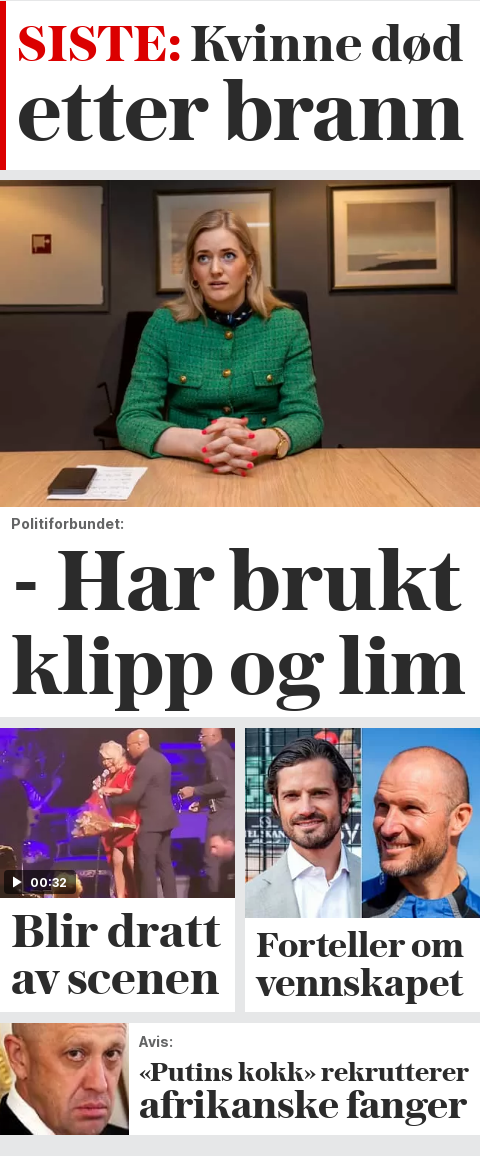 SISTE: Kvinne død
etter brann
Politiforbundet:
- Har brukt
klipp og lim
00:32
Blir dratt
av scenen
Forteller om
vennskapet
Avis:
«Putins kokk» rekrutterer
afrikanske fanger